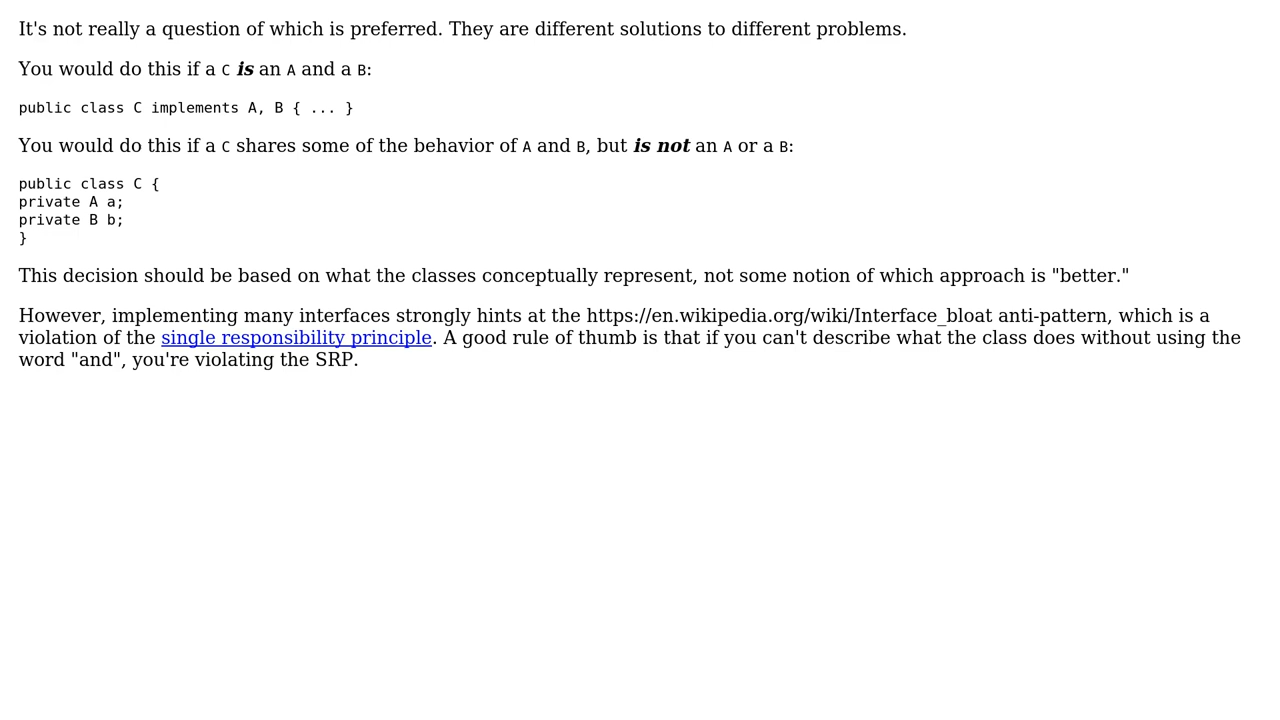 It's not really a question of which is preferred. They are different solutions to different problems.
You would do this if a C is an A and a B:
public class C implements A, B { ... }
You would do this if a C shares some of the behavior of A and B, but is not an A or a B:
public class C {
private A a;
private B b;
}
This decision should be based on what the classes conceptually represent, not some notion of which approach is "better."
However, implementing many interfaces strongly hints at the https://en.wikipedia.org/wiki/Interface_bloat anti-pattern, which is a
violation of the single responsibility principle. A good rule of thumb is that if you can't describe what the class does without using the
word "and", you're violating the SRP.